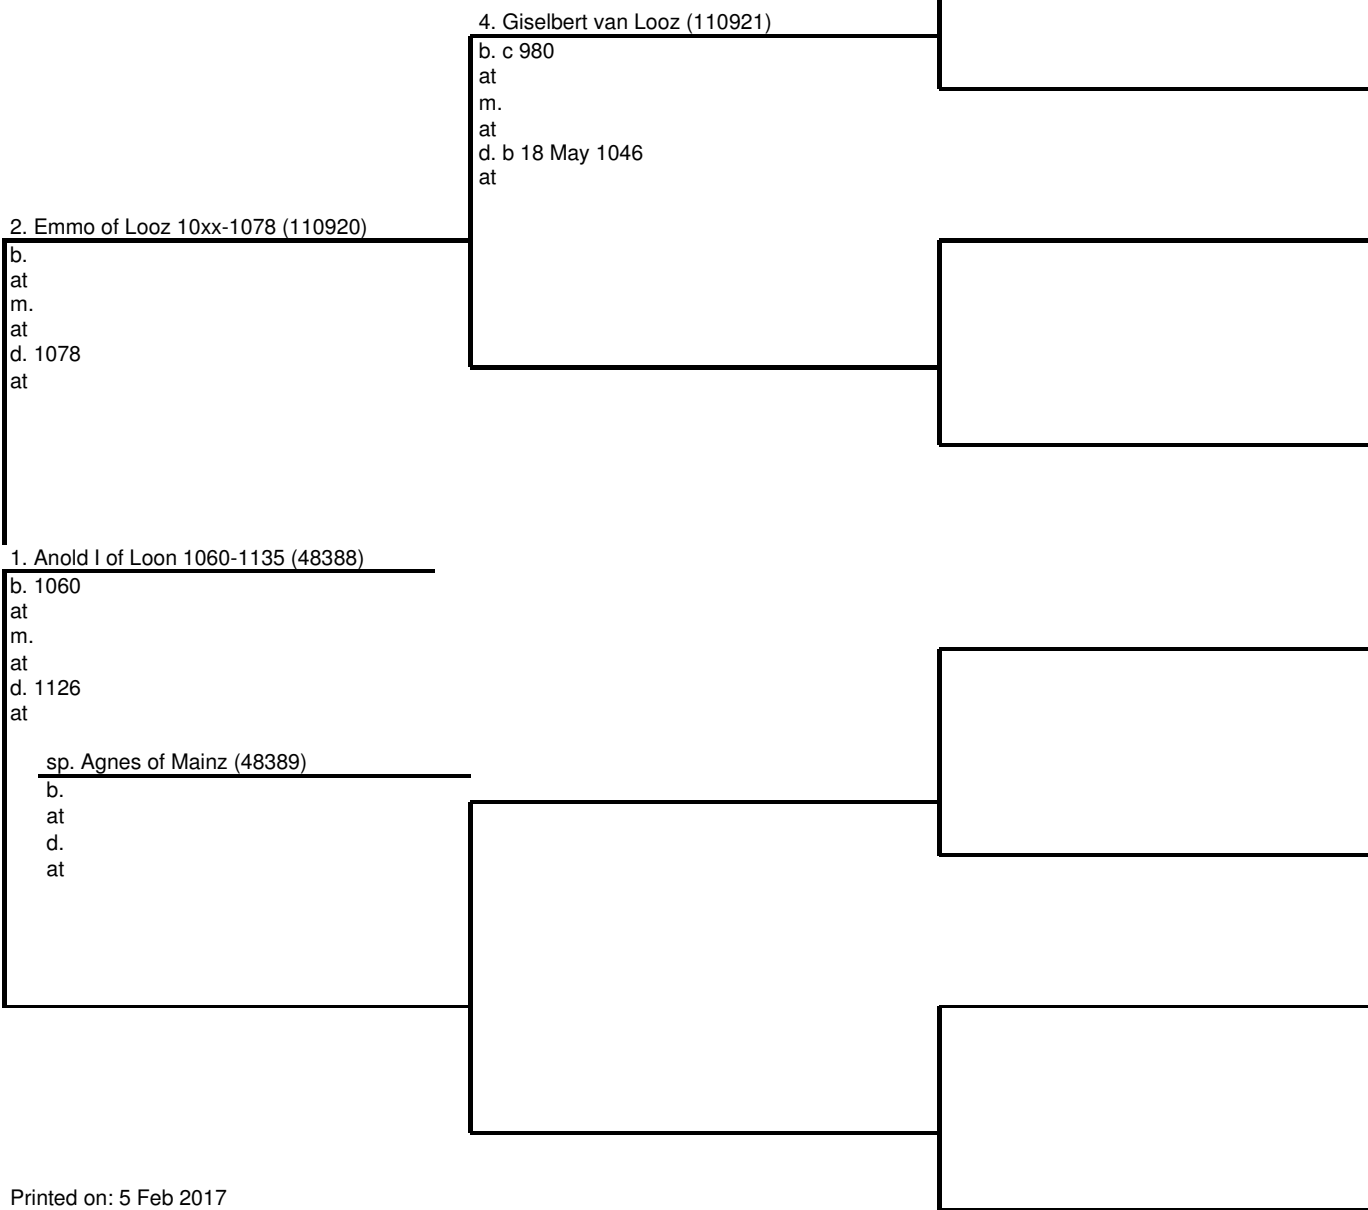 4. Giselbert van Looz (110921)
b. c 980
at
m.
at
d. b 18 May 1046
at
2. Emmo of Looz 10xx-1078 (110920)
b.
at
m.
at
d. 1078
at
1. Anold I of Loon 1060-1135 (48388)
b. 1060
at
m.
at
d. 1126
at
sp. Agnes of Mainz (48389)
b.
at
d.
at
Printed on: 5 Feb 2017